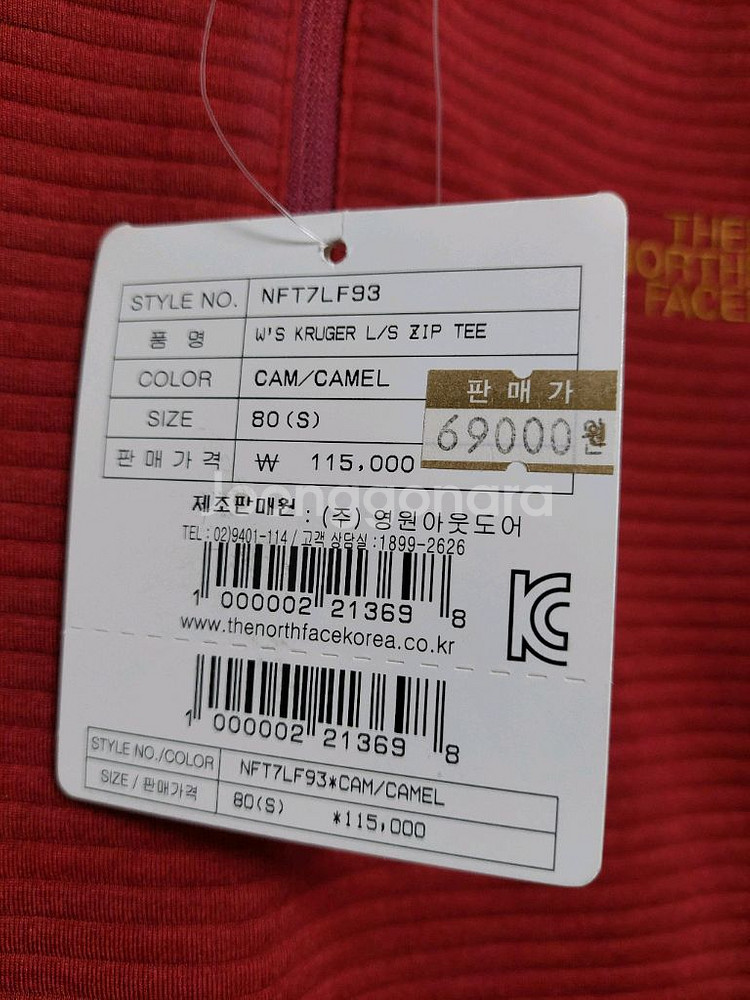 THE
NORTH
FACE
STYLE NO. NFT7LF93
품 명 W'S KRUGER L/S ZIP TEE
COLOR CAM/CAMEL
SIZE 80(S)
판매가격 ₩ 115,000
판 매 가
69000원
joonggonara
제조판매원 : (주) 영원아웃도어
TEL : 02)9401-114 / 고객 상담실 :1899-2626
1 000002 21369 8
www.thenorthfacekorea.co.kr
1 000002 21369 8
STYLE NO./COLOR NFT7LF93*CAM/CAMEL
SIZE / 판매가격 80(S) *115,000